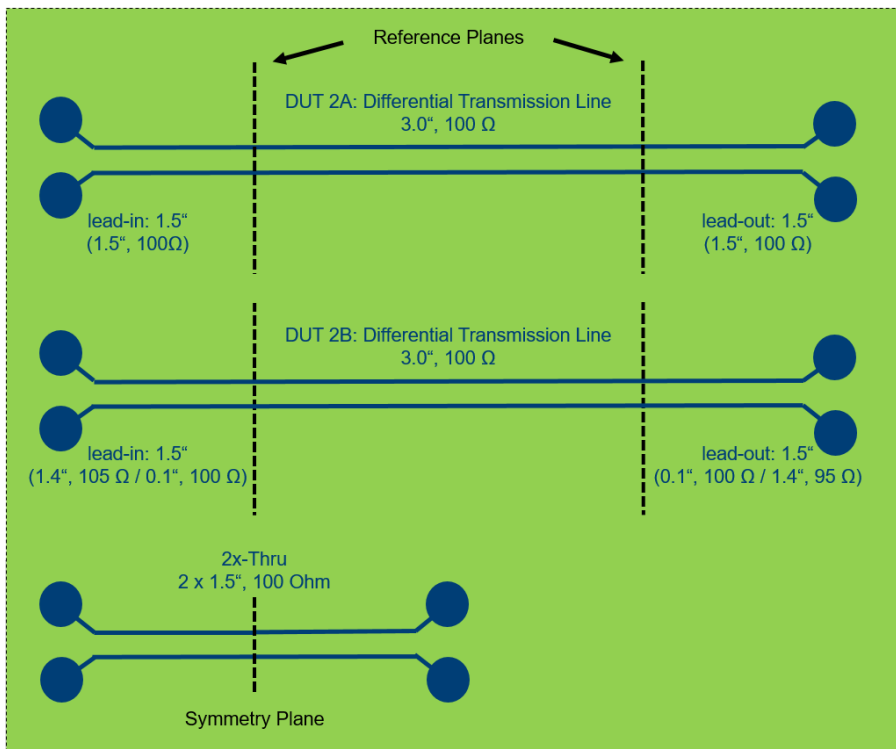 Reference Planes
DUT 2A: Differential Transmission Line
3.0“, 100 Ω
lead-in: 1.5“
(1.5“, 100Ω)
lead-out: 1.5“
(1.5“, 100 Ω)
DUT 2B: Differential Transmission Line
3.0“, 100 Ω
lead-in: 1.5“
(1.4“, 105 Ω / 0.1“, 100 Ω)
lead-out: 1.5“
(0.1“, 100 Ω / 1.4“, 95 Ω)
2x-Thru
2 x 1.5“, 100 Ohm
Symmetry Plane